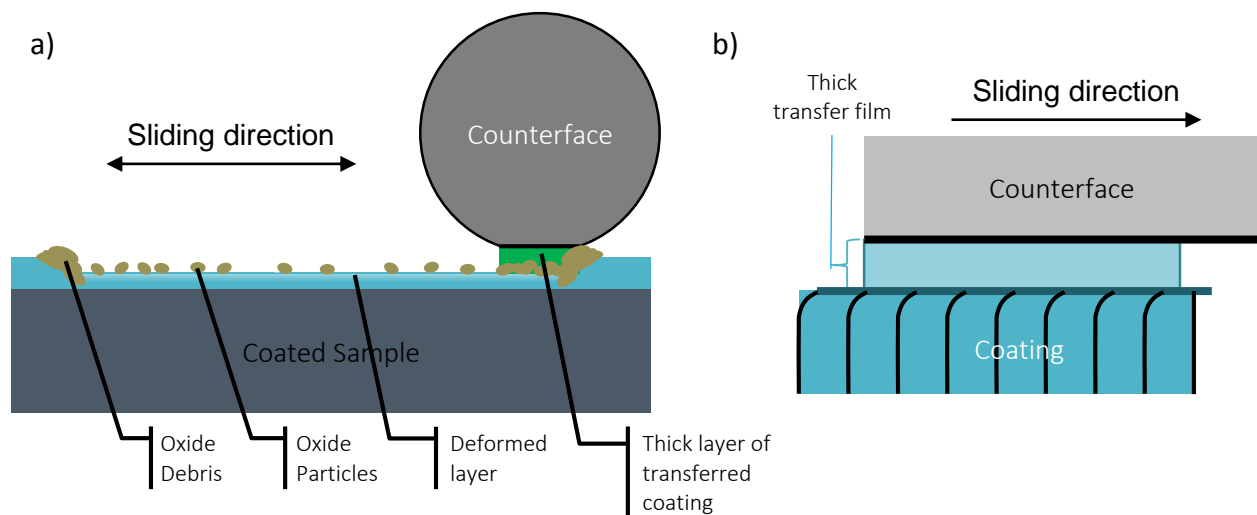 a)
Sliding direction
Counterface
Coated Sample
Oxide
Debris
Oxide
Particles
Deformed
layer
Thick layer of
transferred
coating
b)
Thick
transfer film
Sliding direction
Counterface
Coating